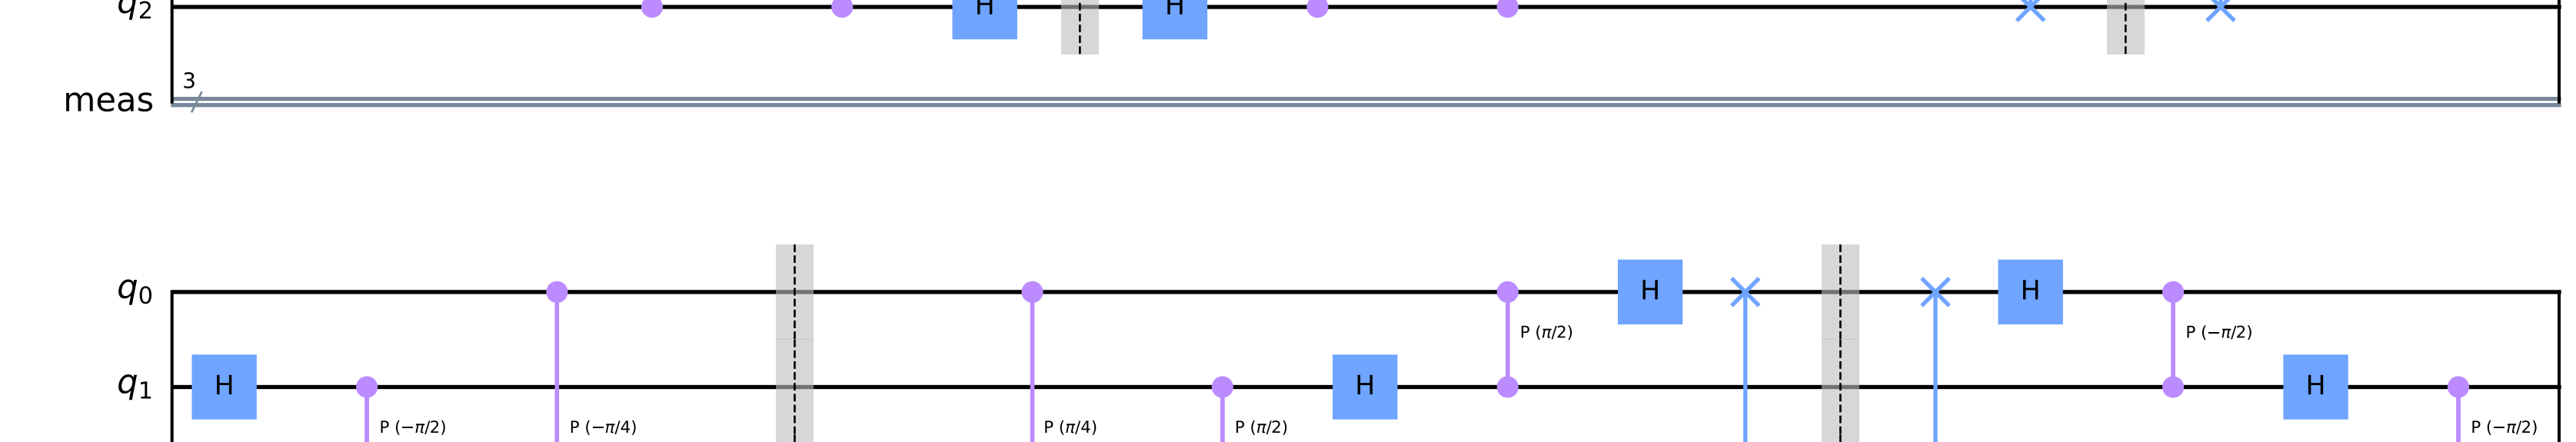 q2 H H
3
meas
q0 H H
P (π/2) P (−π/2)
q1 H H H
P (−π/2) P (−π/4) P (π/4) P (π/2) P (−π/2)